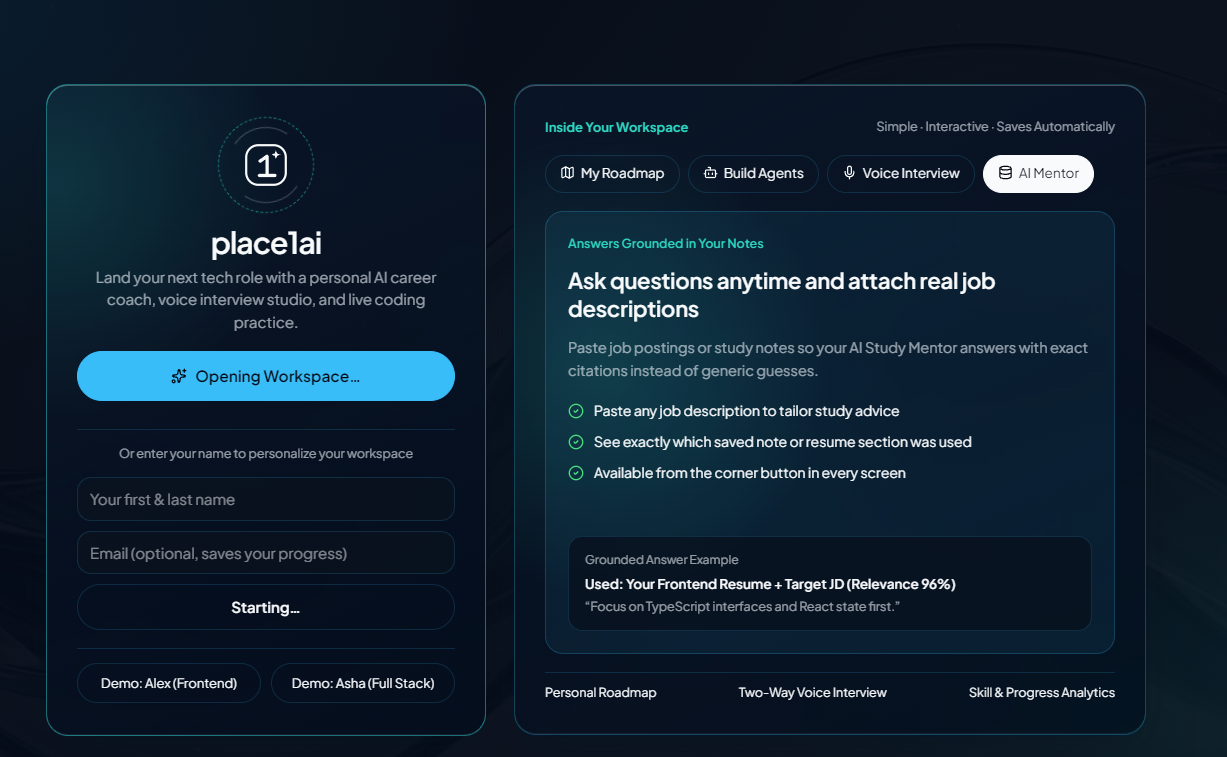 1
place1ai
Land your next tech role with a personal AI career
coach, voice interview studio, and live coding
practice.
Opening Workspace...
Or enter your name to personalize your workspace
Your first & last name
Email (optional, saves your progress)
Starting...
Demo: Alex (Frontend)
Demo: Asha (Full Stack)
Inside Your Workspace
Simple · Interactive · Saves Automatically
My Roadmap
Build Agents
Voice Interview
AI Mentor
Answers Grounded in Your Notes
Ask questions anytime and attach real job
descriptions
Paste job postings or study notes so your AI Study Mentor answers with exact
citations instead of generic guesses.
Paste any job description to tailor study advice
See exactly which saved note or resume section was used
Available from the corner button in every screen
Grounded Answer Example
Used: Your Frontend Resume + Target JD (Relevance 96%)
“Focus on TypeScript interfaces and React state first.”
Personal Roadmap
Two-Way Voice Interview
Skill & Progress Analytics